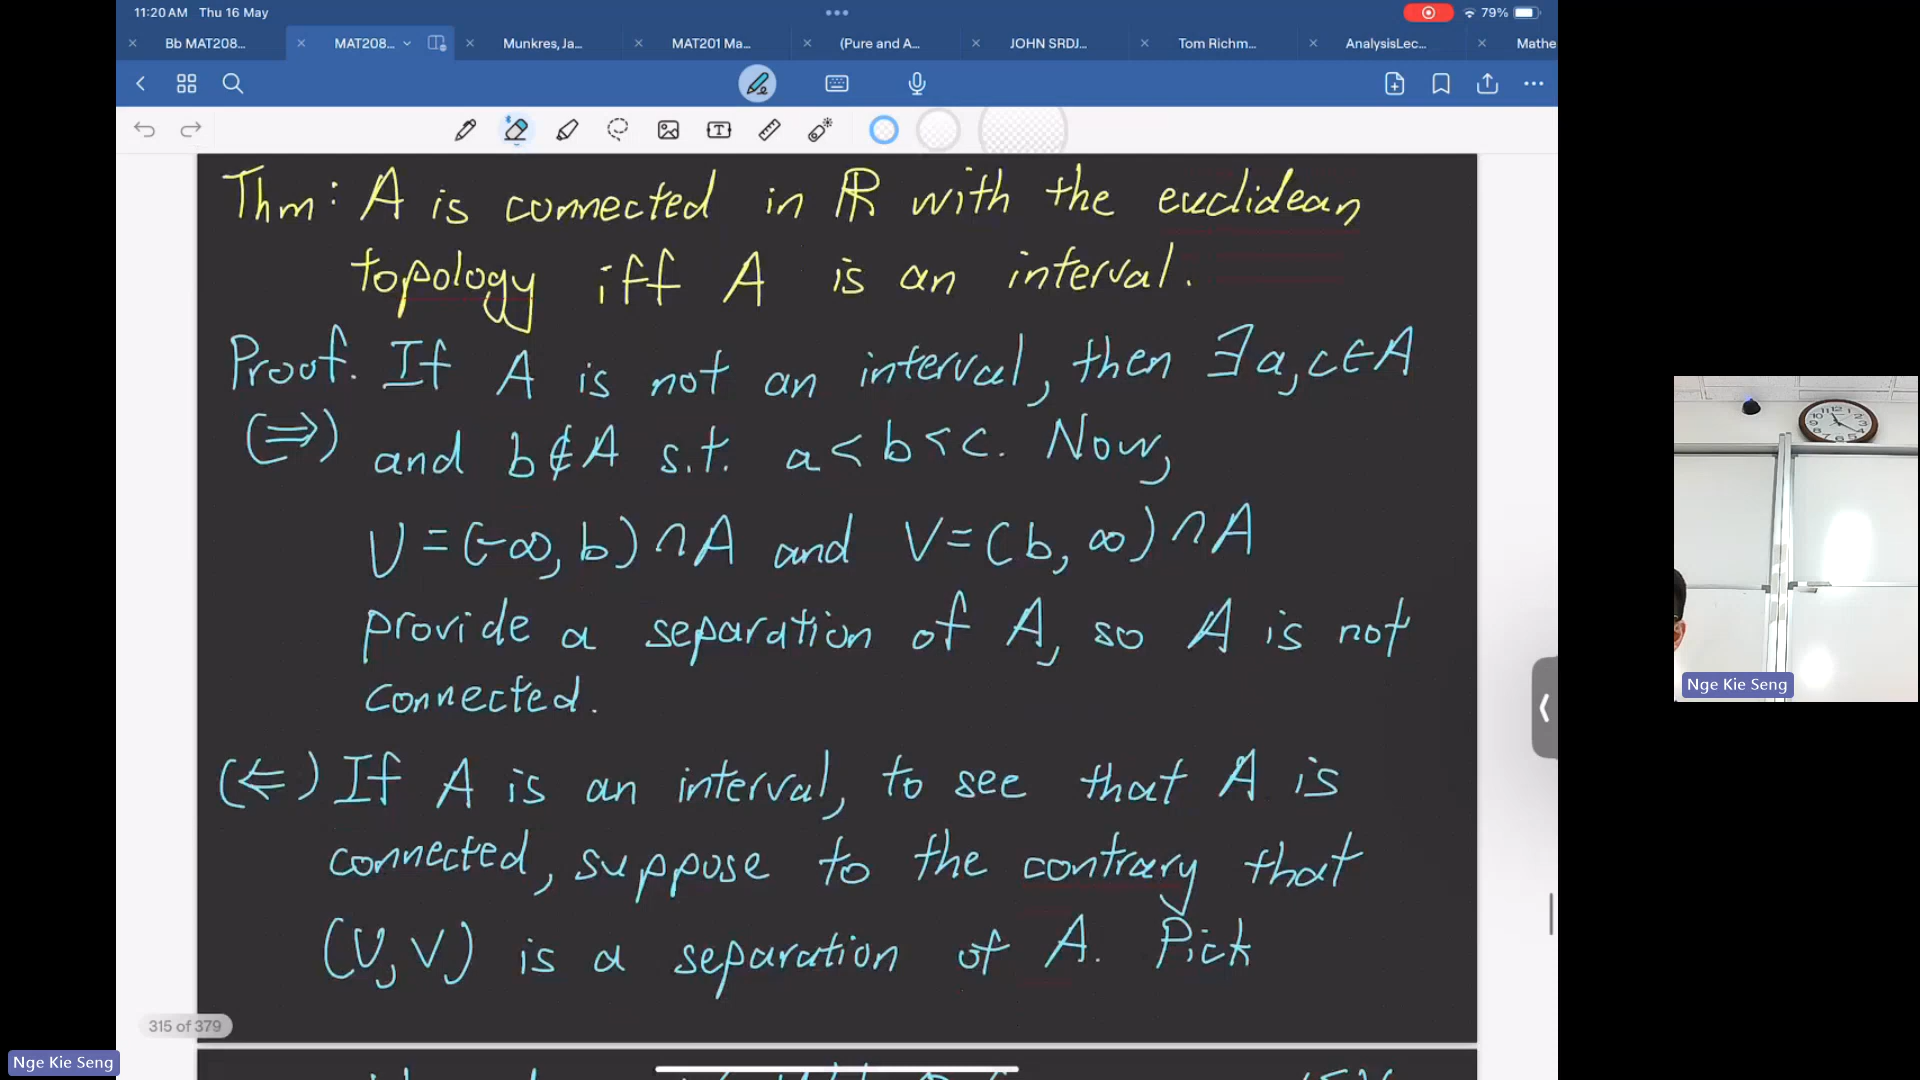 11:20 AM Thu 16 May
79%
Bb MAT208...
MAT208...
Munkres, Ja...
MAT201 Ma...
(Pure and A...
JOHN SRDJ...
Tom Richm...
AnalysisLec...
Mathe
Thm: A is connected in ℝ with the euclidean
topology iff A is an interval.
Proof. If A is not an interval, then ∃a,c∈A
(⇒) and b∉A s.t. a<b<c. Now,
U=(-∞,b)∩A and V=(b,∞)∩A
provide a separation of A, so A is not
connected.
(⇐) If A is an interval, to see that A is
connected, suppose to the contrary that
(U,V) is a separation of A. Pick
315 of 379
Nge Kie Seng
Nge Kie Seng